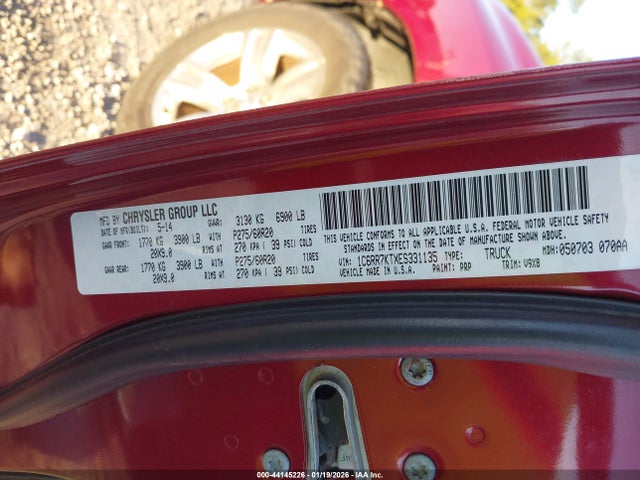 MFD BY CHRYSLER GROUP LLC
DATE OF MFR/BUILT: 5-14 GVWR: 3130 KG 6900 LB
GAWR FRONT: 1770 KG 3900 LB WITH P275/60R20 TIRES
20X9.0 RIMS AT 270 KPA ( 39 PSI) COLD
GAWR REAR: 1770 KG 3900 LB WITH P275/60R20 TIRES
20X9.0 RIMS AT 270 KPA ( 39 PSI) COLD
THIS VEHICLE CONFORMS TO ALL APPLICABLE U.S.A. FEDERAL MOTOR VEHICLE SAFETY
STANDARDS IN EFFECT ON THE DATE OF MANUFACTURE SHOWN ABOVE.
VIN: 1C6RR7KTXES331135 TYPE: TRUCK MDH: 050703 070AA
MADE IN U.S.A. PAINT: PRP TRIM: V9X8
000-44145226 - 01/19/2026 - IAAI.com